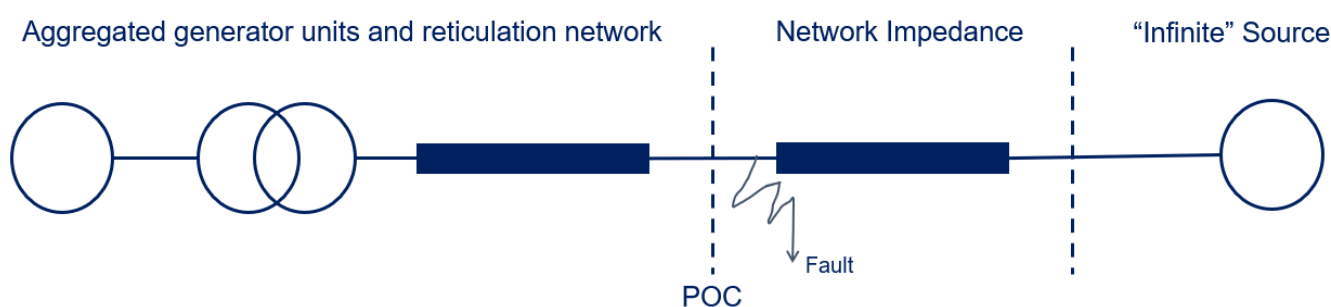 Aggregated generator units and reticulation network
Network Impedance
“Infinite” Source
Fault
POC